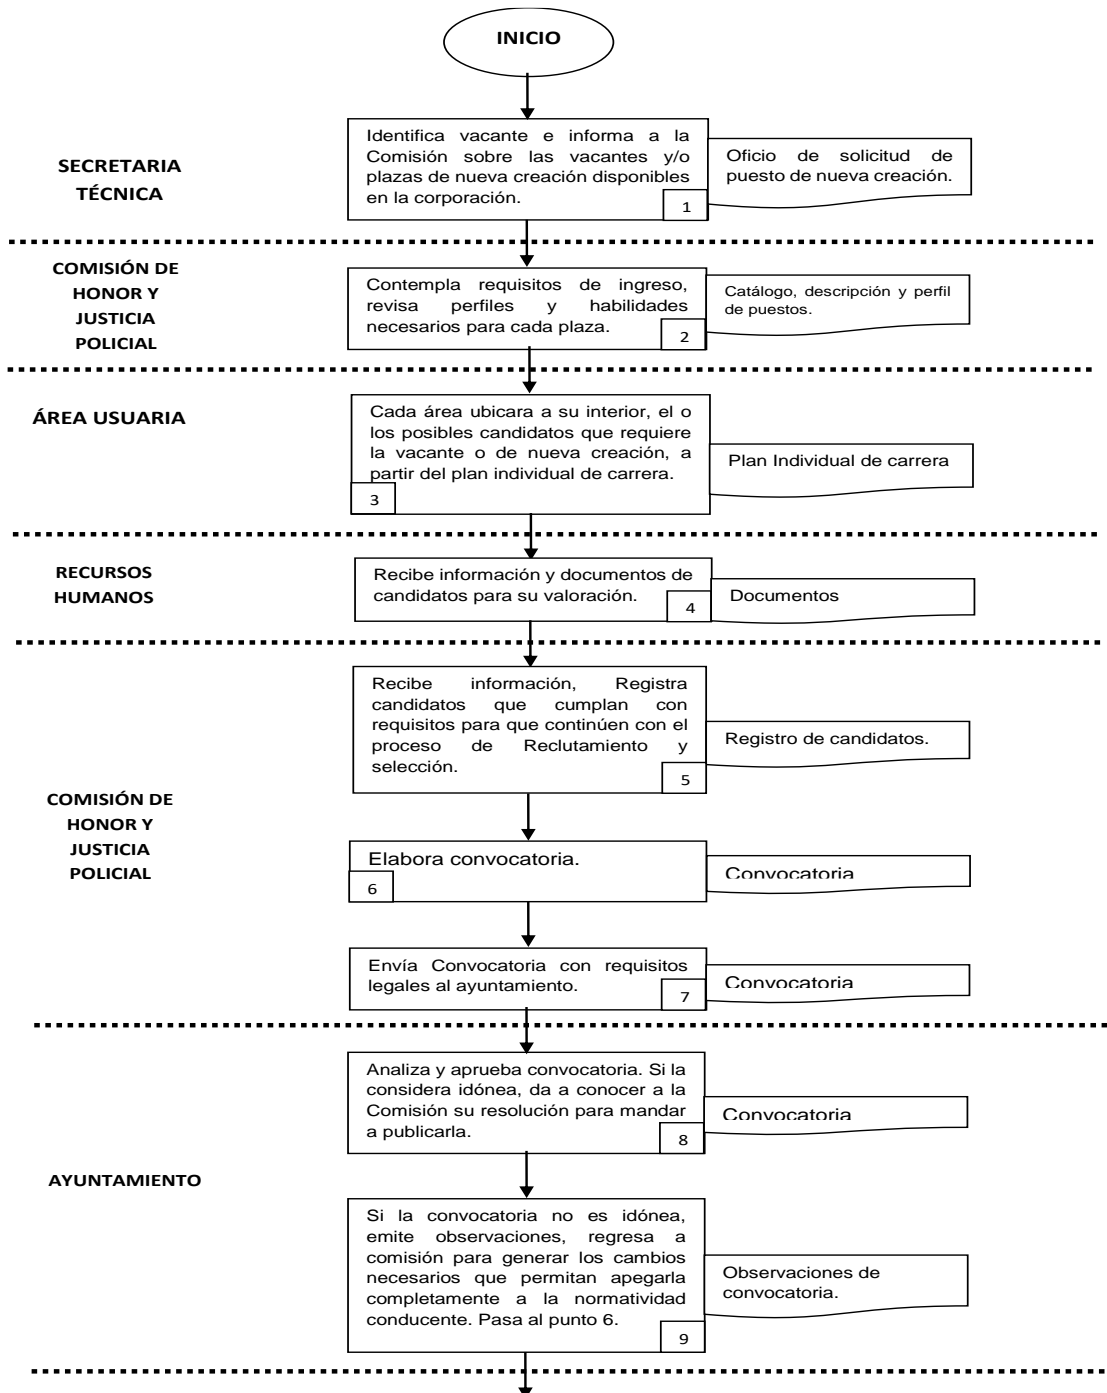 INICIO
SECRETARIA
TÉCNICA
Identifica vacante e informa a la
Comisión sobre las vacantes y/o
plazas de nueva creación disponibles
en la corporación.
1
Oficio de solicitud de
puesto de nueva creación.
COMISIÓN DE
HONOR Y
JUSTICIA
POLICIAL
Contempla requisitos de ingreso,
revisa perfiles y habilidades
necesarios para cada plaza.
2
Catálogo, descripción y perfil
de puestos.
ÁREA USUARIA
Cada área ubicara a su interior, el o
los posibles candidatos que requiere
la vacante o de nueva creación, a
partir del plan individual de carrera.
3
Plan Individual de carrera
RECURSOS
HUMANOS
Recibe información y documentos de
candidatos para su valoración.
4
Documentos
COMISIÓN DE
HONOR Y
JUSTICIA
POLICIAL
Recibe información, Registra
candidatos que cumplan con
requisitos para que continúen con el
proceso de Reclutamiento y
selección.
5
Registro de candidatos.
Elabora convocatoria.
6
Convocatoria
Envía Convocatoria con requisitos
legales al ayuntamiento.
7
Convocatoria
AYUNTAMIENTO
Analiza y aprueba convocatoria. Si la
considera idónea, da a conocer a la
Comisión su resolución para mandar
a publicarla.
8
Convocatoria
Si la convocatoria no es idónea,
emite observaciones, regresa a
comisión para generar los cambios
necesarios que permitan apegarla
completamente a la normatividad
conducente. Pasa al punto 6.
9
Observaciones de
convocatoria.